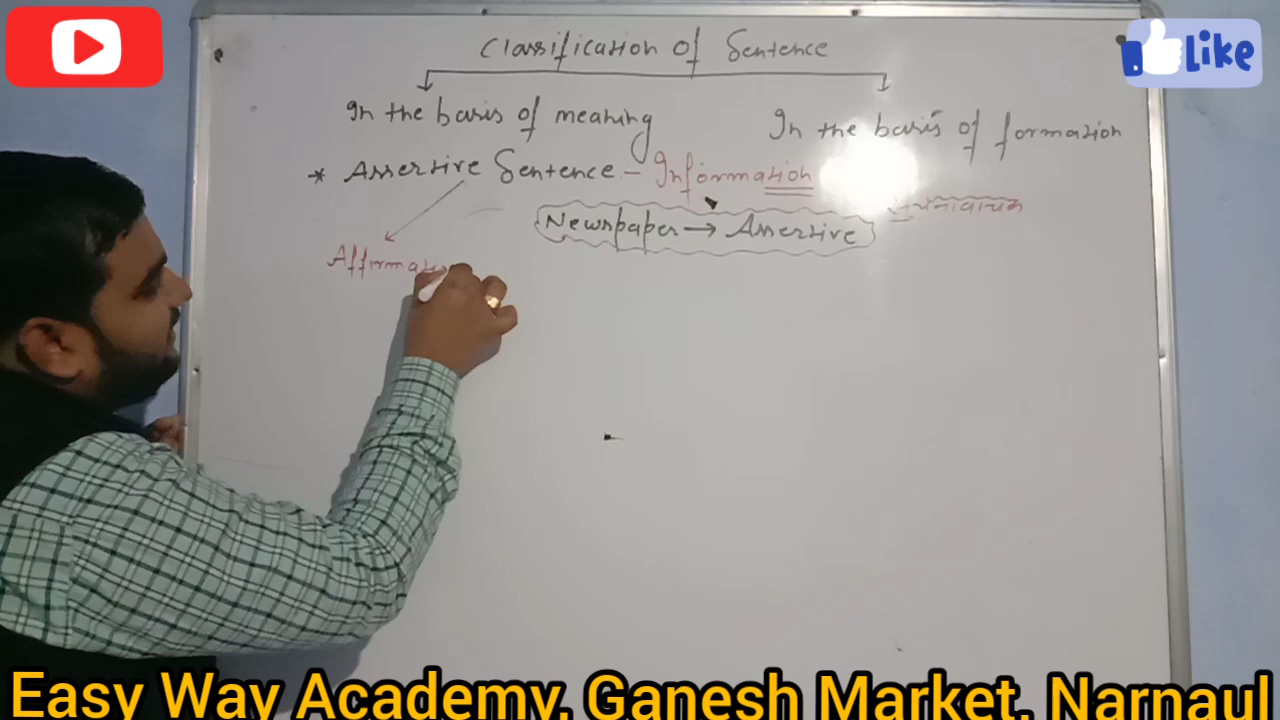 Classification of Sentence
In the basis of meaning
In the basis of formation
* Assertive Sentence - Information
Newspaper → Assertive
Affirmati
Like
Easy Way Academy, Ganesh Market, Narnaul